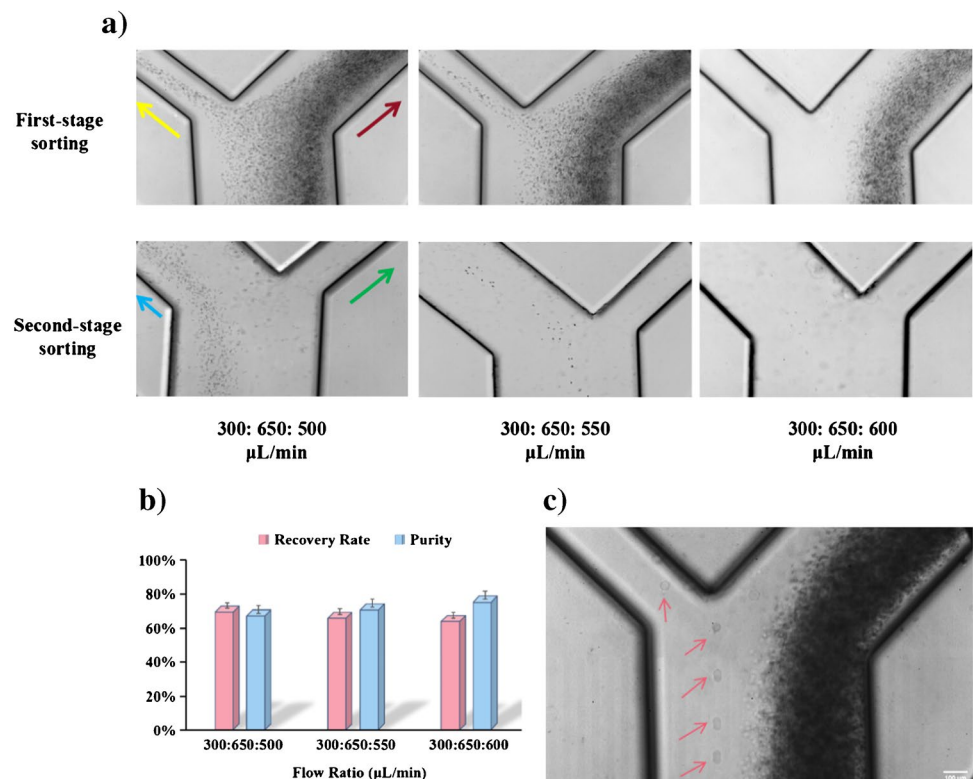 a)
First-stage
sorting
Second-stage
sorting
300: 650: 500
µL/min
300: 650: 550
µL/min
300: 650: 600
µL/min
b)
Recovery Rate
Purity
100%
80%
60%
40%
20%
0%
300:650:500
300:650:550
300:650:600
Flow Ratio (µL/min)
c)
100 µm